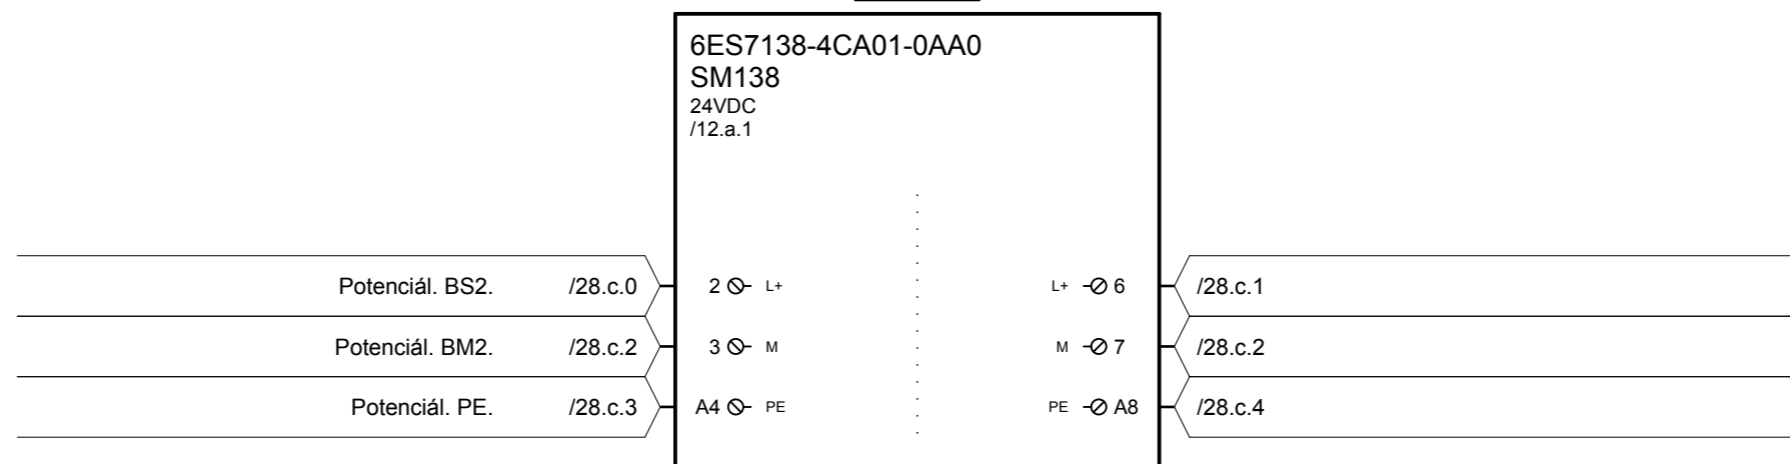 6ES7138-4CA01-0AA0
SM138
24VDC
/12.a.1
Potenciál. BS2. /28.c.0 2 L+ L+ 6 /28.c.1
Potenciál. BM2. /28.c.2 3 M M 7 /28.c.2
Potenciál. PE. /28.c.3 A4 PE PE A8 /28.c.4